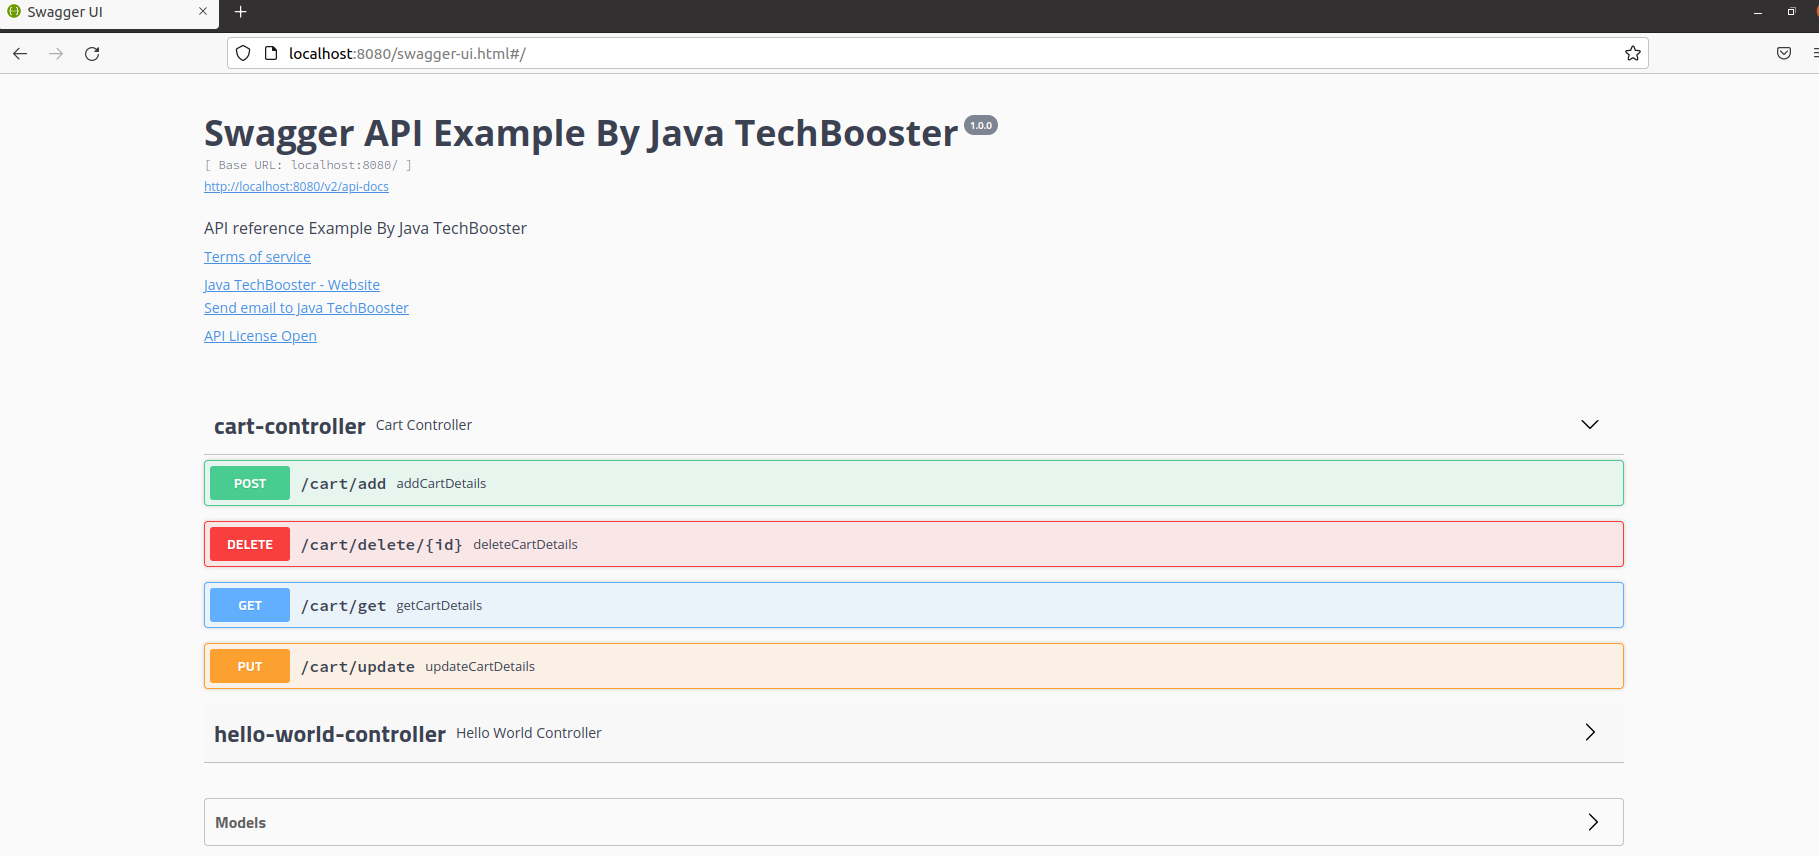 Swagger UI
localhost:8080/swagger-ui.html#/
Swagger API Example By Java TechBooster 1.0.0
[ Base URL: localhost:8080/ ]
http://localhost:8080/v2/api-docs
API reference Example By Java TechBooster
Terms of service
Java TechBooster - Website
Send email to Java TechBooster
API License Open
cart-controller Cart Controller
POST /cart/add addCartDetails
DELETE /cart/delete/{id} deleteCartDetails
GET /cart/get getCartDetails
PUT /cart/update updateCartDetails
hello-world-controller Hello World Controller
Models